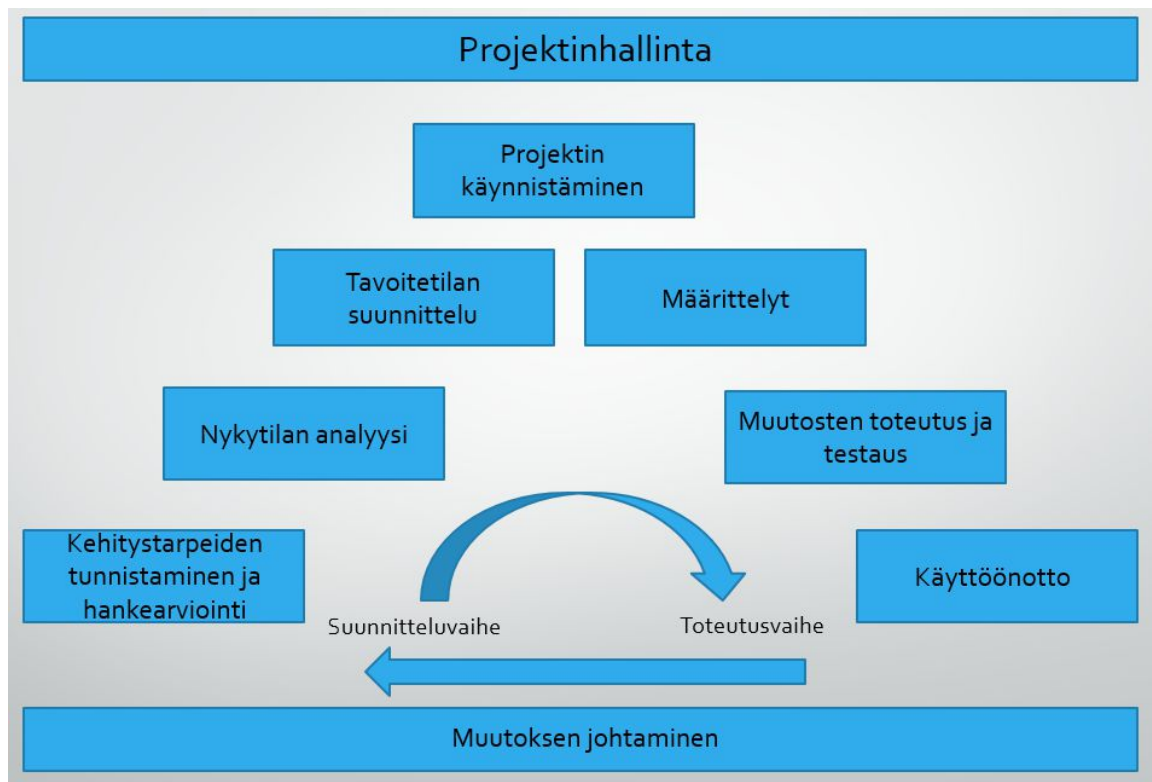 Projektinhallinta
Projektin
käynnistäminen
Tavoitetilan
suunnittelu
Määrittelyt
Nykytilan analyysi
Muutosten toteutus ja
testaus
Kehitystarpeiden
tunnistaminen ja
hankearviointi
Käyttöönotto
Suunnitteluvaihe
Toteutusvaihe
Muutoksen johtaminen